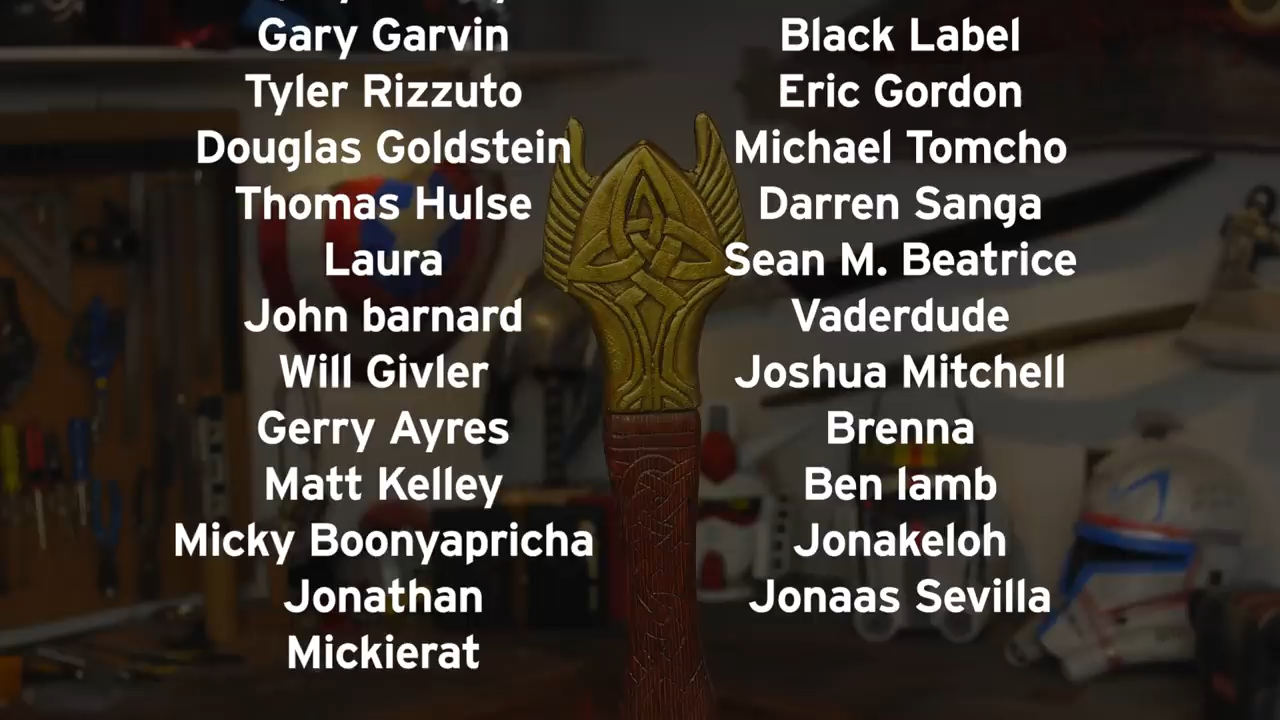 Gary Garvin
Tyler Rizzuto
Douglas Goldstein
Thomas Hulse
Laura
John barnard
Will Givler
Gerry Ayres
Matt Kelley
Micky Boonyapricha
Jonathan
Mickierat
Black Label
Eric Gordon
Michael Tomcho
Darren Sanga
Sean M. Beatrice
Vaderdude
Joshua Mitchell
Brenna
Ben lamb
Jonakeloh
Jonaas Sevilla